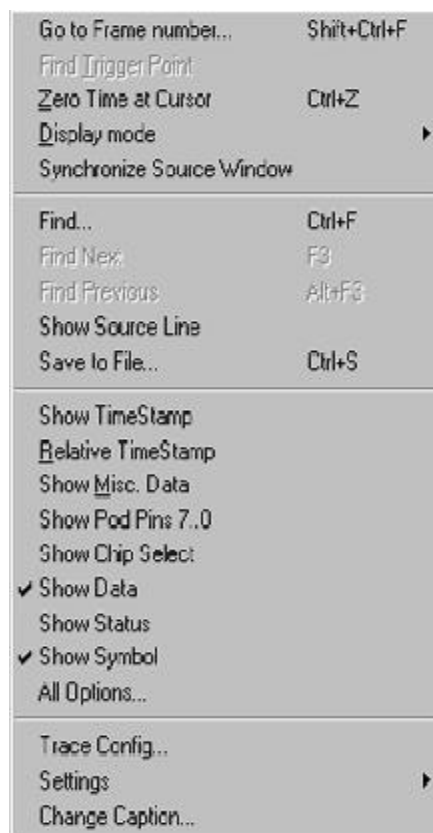 Go to Frame number... Shift+Ctrl+F
Find Trigger Point
Zero Time at Cursor Ctrl+Z
Display mode
Synchronize Source Window
Find... Ctrl+F
Find Next F3
Find Previous Alt+F3
Show Source Line
Save to File... Ctrl+S
Show TimeStamp
Relative TimeStamp
Show Misc. Data
Show Pod Pins 7..0
Show Chip Select
Show Data
Show Status
Show Symbol
All Options...
Trace Config...
Settings
Change Caption...